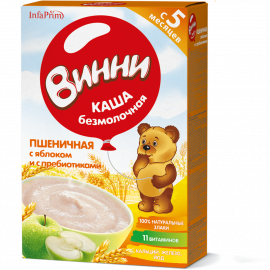 InfaPrim
с 5
месяцев
ВИННИ
КАША
безмолочная
ПШЕНИЧНАЯ
с яблоком
и с пребиотиками
100% НАТУРАЛЬНЫЕ
ЗЛАКИ
11 ВИТАМИНОВ